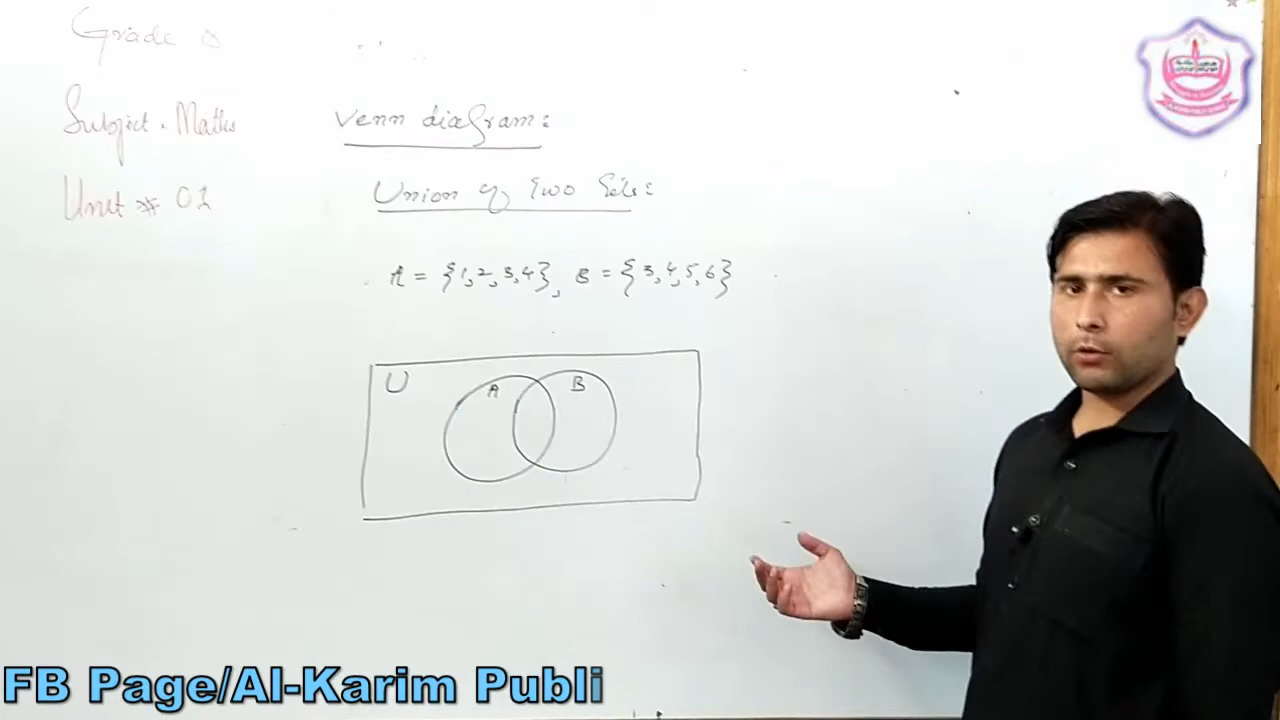 Grade 8
Subject. Maths
Unit # 01
Venn diagram:
Union of Two Sets:
A = {1,2,3,4}, B = {3,4,5,6}
U
A
B
FB Page/Al-Karim Publi